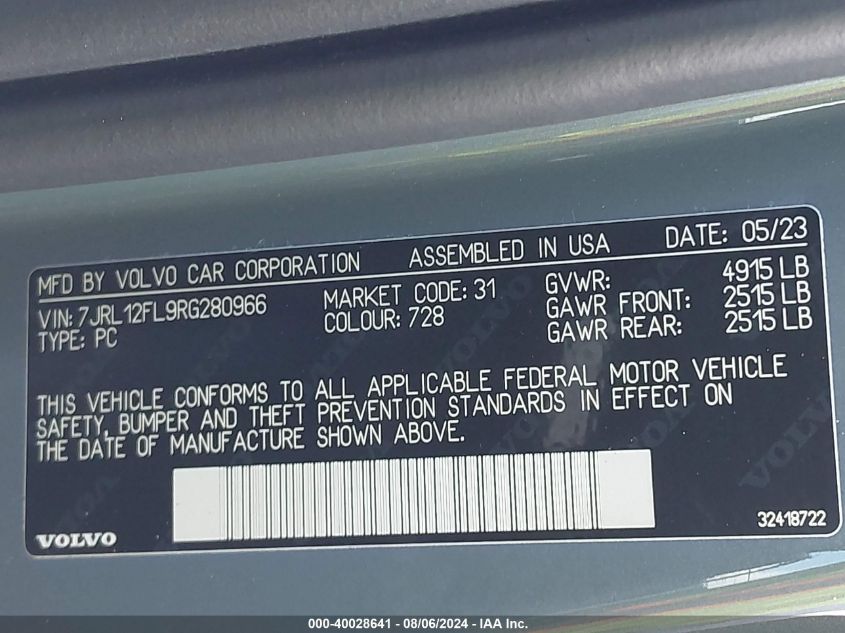 MFD BY VOLVO CAR CORPORATION ASSEMBLED IN USA DATE: 05/23
VIN: 7JRL12FL9RG280966 MARKET CODE: 31 GVWR: 4915 LB
TYPE: PC COLOUR: 728 GAWR FRONT: 2515 LB
GAWR REAR: 2515 LB
THIS VEHICLE CONFORMS TO ALL APPLICABLE FEDERAL MOTOR VEHICLE
SAFETY, BUMPER AND THEFT PREVENTION STANDARDS IN EFFECT ON
THE DATE OF MANUFACTURE SHOWN ABOVE.
VOLVO
32418722
000-40028641 - 08/06/2024 - IAA Inc.